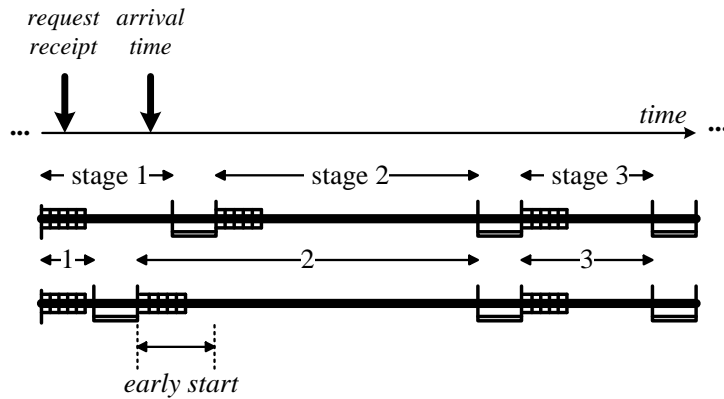 request arrival
receipt time
... time ...
stage 1 stage 2 stage 3
1 2 3
early start